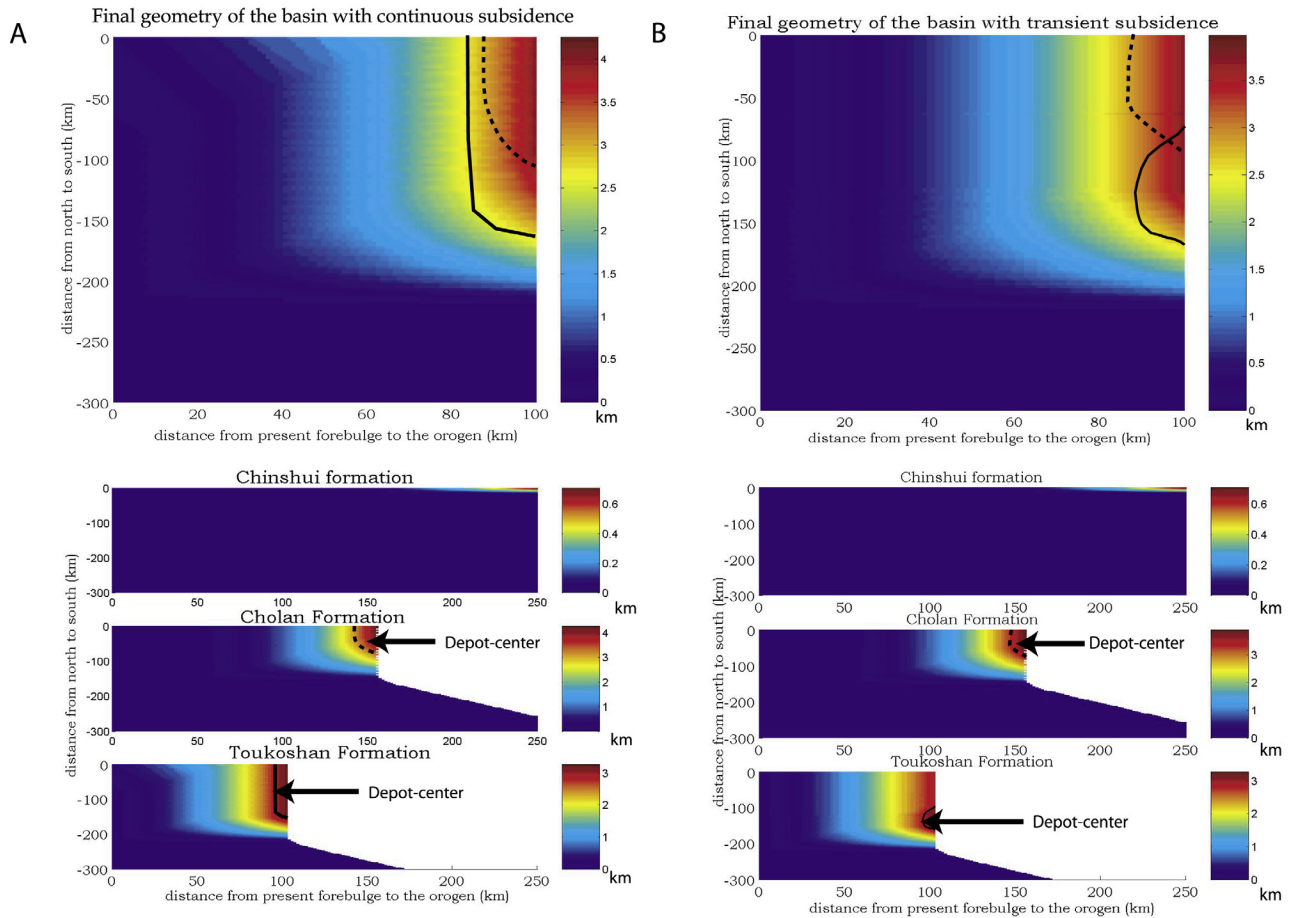 A
Final geometry of the basin with continuous subsidence
0
-50
-100
-150
-200
-250
-300
distance from north to south (km)
0 20 40 60 80 100
distance from present forebulge to the orogen (km)
4
3.5
3
2.5
2
1.5
1
0.5
0
km
Chinshui formation
0
-100
-200
-300
0 50 100 150 200 250
0.6
0.4
0.2
0
km
Cholan Formation
0
-100
-200
-300
Depot-center
4
3
2
1
0
km
distance from north to south (km)
Toukoshan Formation
0
-100
-200
-300
Depot-center
0 50 100 150 200 250
distance from present forebulge to the orogen (km)
3
2
1
0
km
B
Final geometry of the basin with transient subsidence
0
-50
-100
-150
-200
-250
-300
distance from north to south (km)
0 20 40 60 80 100
distance from present forebulge to the orogen (km)
3.5
3
2.5
2
1.5
1
0.5
0
km
Chinshui formation
0
-100
-200
-300
0 50 100 150 200 250
0.6
0.4
0.2
0
km
Cholan Formation
0
-100
-200
-300
Depot-center
0 50 100 150 200 250
3
2
1
0
km
distance from north to south (km)
Toukoshan Formation
0
-100
-200
-300
Depot-center
0 50 100 150 200 250
distance from present forebulge to the orogen (km)
3
2
1
0
km